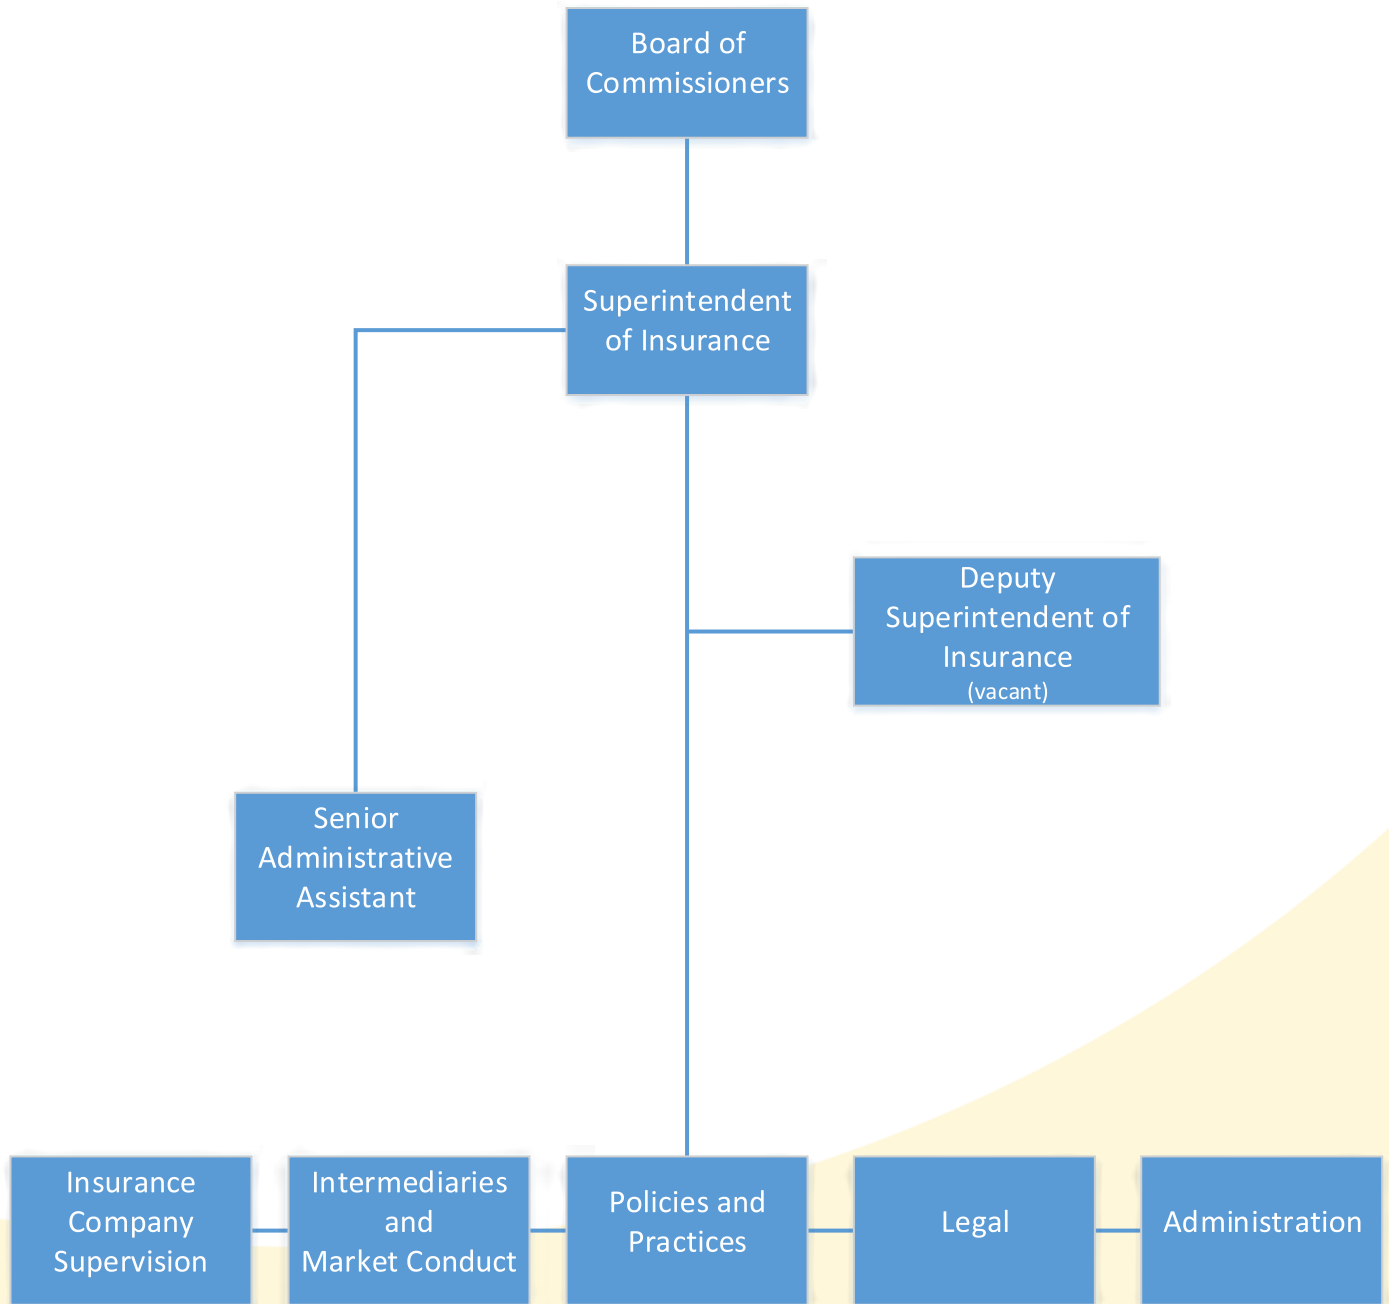 Board of
Commissioners
Superintendent
of Insurance
Deputy
Superintendent of
Insurance
(vacant)
Senior
Administrative
Assistant
Insurance
Company
Supervision
Intermediaries
and
Market Conduct
Policies and
Practices
Legal
Administration